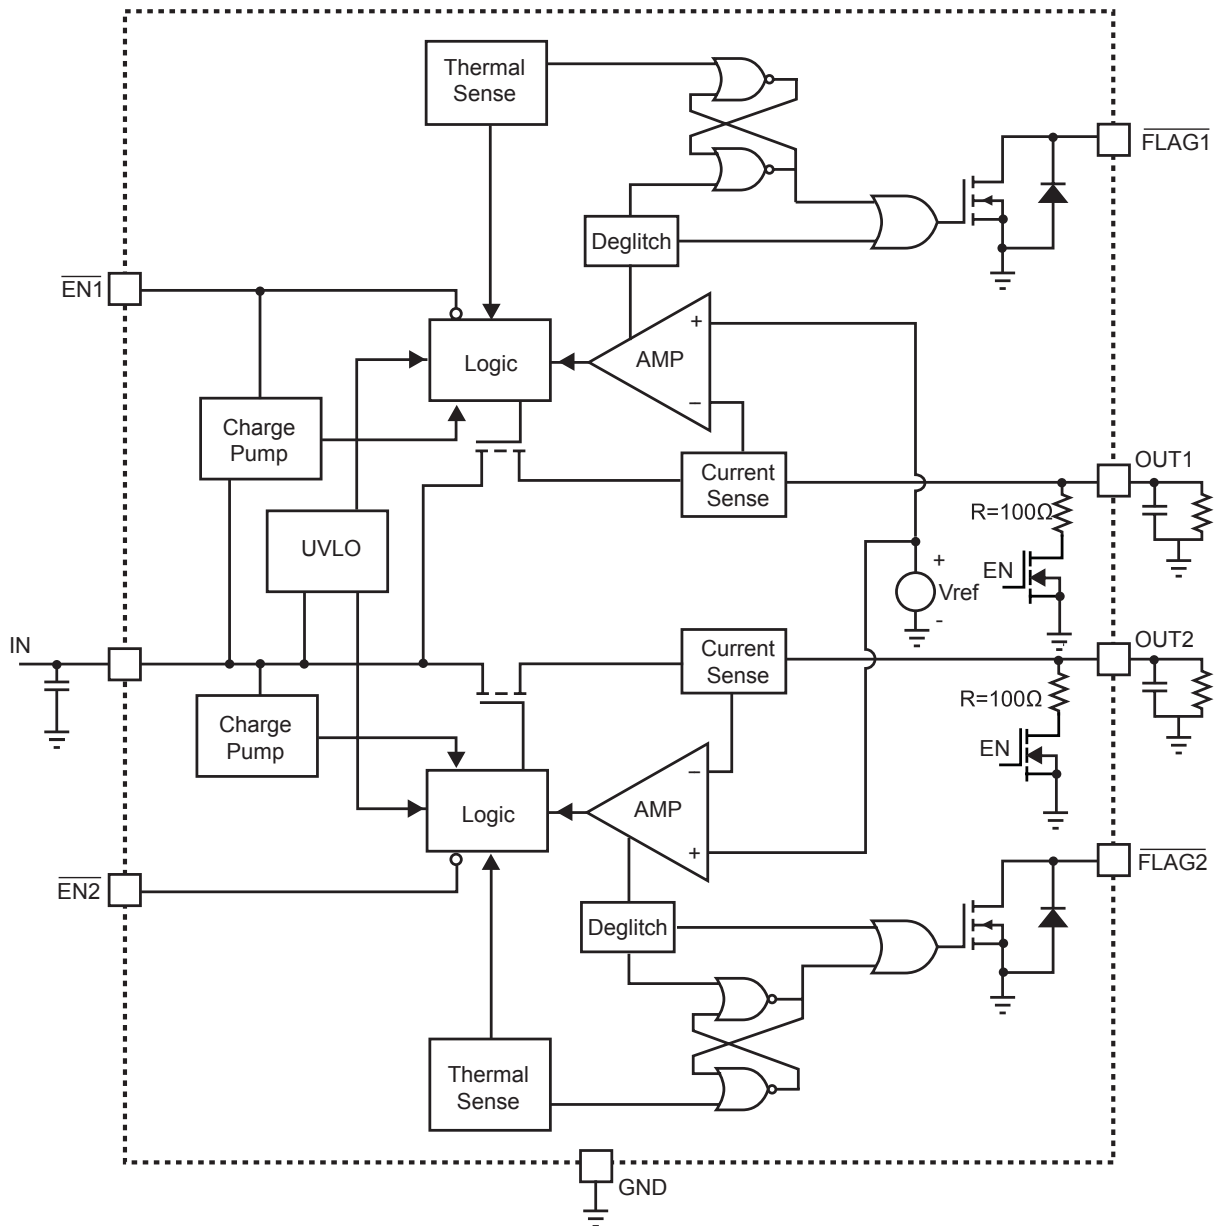 Thermal
Sense
FLAG1
Deglitch
EN1
+
Logic
AMP
–
Charge
Pump
OUT1
Current
Sense
R=100Ω
UVLO
+
EN
Vref
-
IN
OUT2
Current
Sense
R=100Ω
Charge
Pump
EN
–
Logic
AMP
+
FLAG2
EN2
Deglitch
Thermal
Sense
GND